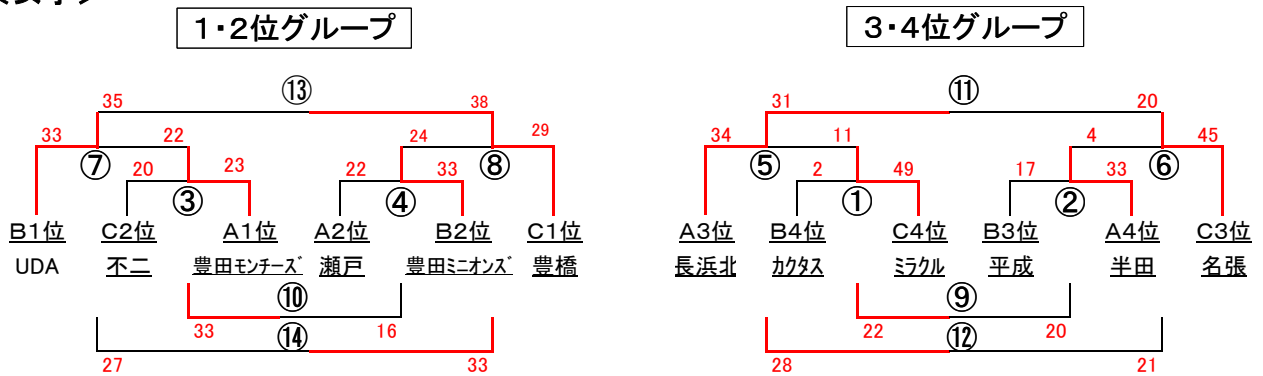 1・2位グループ 3・4位グループ
⑬ ⑪
35 38 31 20
33 22 24 29 34 11 4 45
⑦ ⑧ ⑤ ⑥
20 23 22 33 2 49 17 33
③ ④ ① ②
B1位 C2位 A1位 A2位 B2位 C1位 A3位 B4位 C4位 B3位 A4位 C3位
UDA 不二 豊田モンチーズ 瀬戸 豊田ミニオンズ 豊橋 長浜北 カクタス ミラクル 平成 半田 名張
⑩ ⑨
33 16 22 20
⑭ ⑫
27 33 28 21